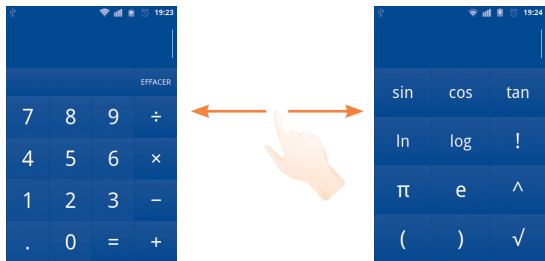 19:23
EFFACER
7 8 9 ÷
4 5 6 ×
1 2 3 −
. 0 = +
19:24
sin cos tan
ln log !
π e ^
( ) √